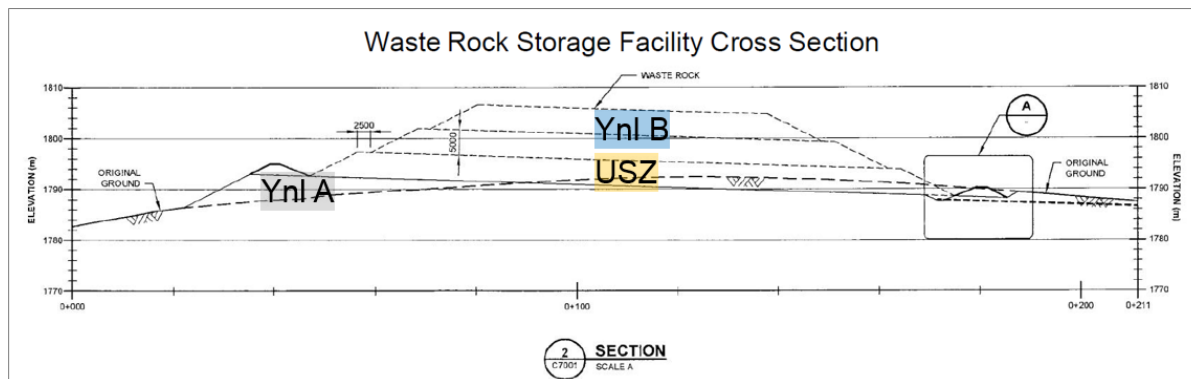 Waste Rock Storage Facility Cross Section
WASTE ROCK
1810
1800
1790
1780
1770
ELEVATION (m)
ORIGINAL
GROUND
2500
5000
Ynl B
USZ
Ynl A
A
-
ORIGINAL
GROUND
1810
1800
1790
1780
1770
ELEVATION (m)
0+000
0+100
0+200
0+211
2
C7001
SECTION
SCALE A